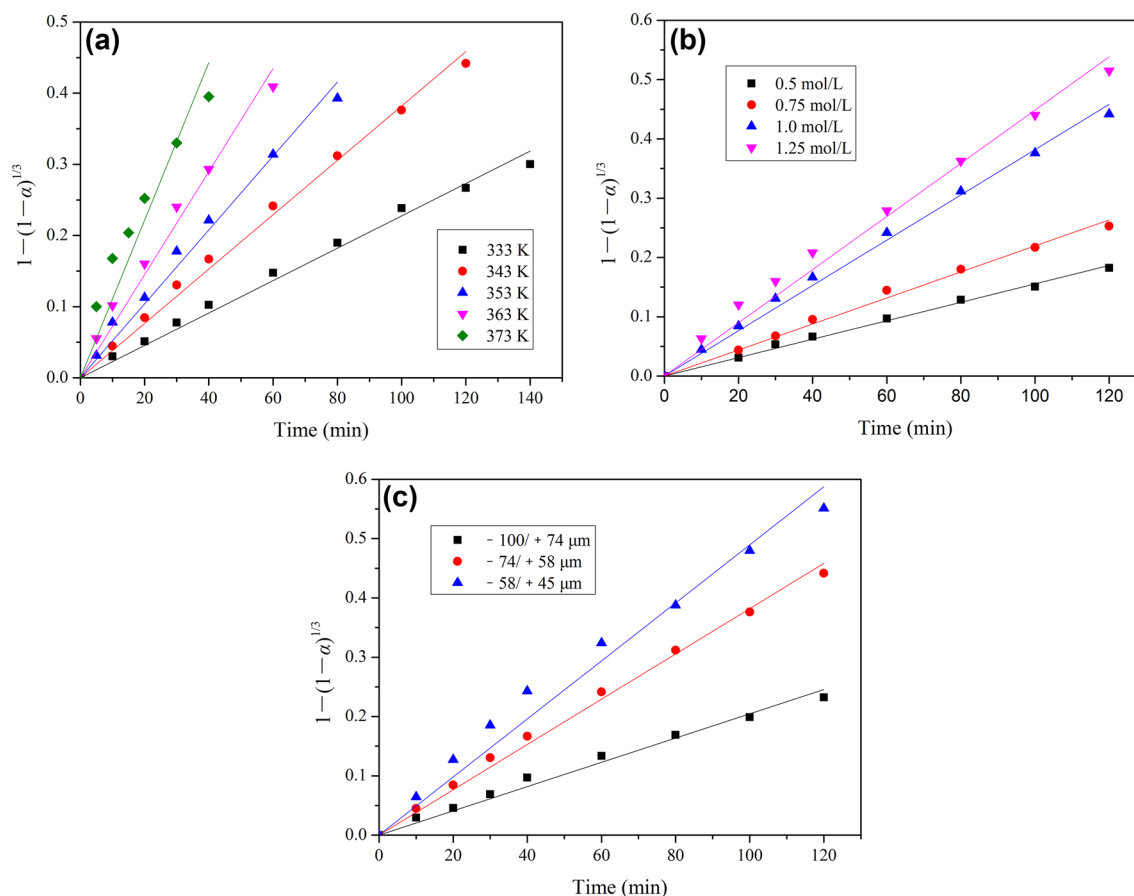 (a)
0.5
0.4
0.3
0.2
0.1
0.0
1−(1−α)^1/3
333 K
343 K
353 K
363 K
373 K
0 20 40 60 80 100 120 140
Time (min)
(b)
0.6
0.5
0.4
0.3
0.2
0.1
0.0
1−(1−α)^1/3
0.5 mol/L
0.75 mol/L
1.0 mol/L
1.25 mol/L
0 20 40 60 80 100 120
Time (min)
(c)
0.6
0.5
0.4
0.3
0.2
0.1
0.0
1−(1−α)^1/3
- 100/ + 74 μm
- 74/ + 58 μm
- 58/ + 45 μm
0 20 40 60 80 100 120
Time (min)